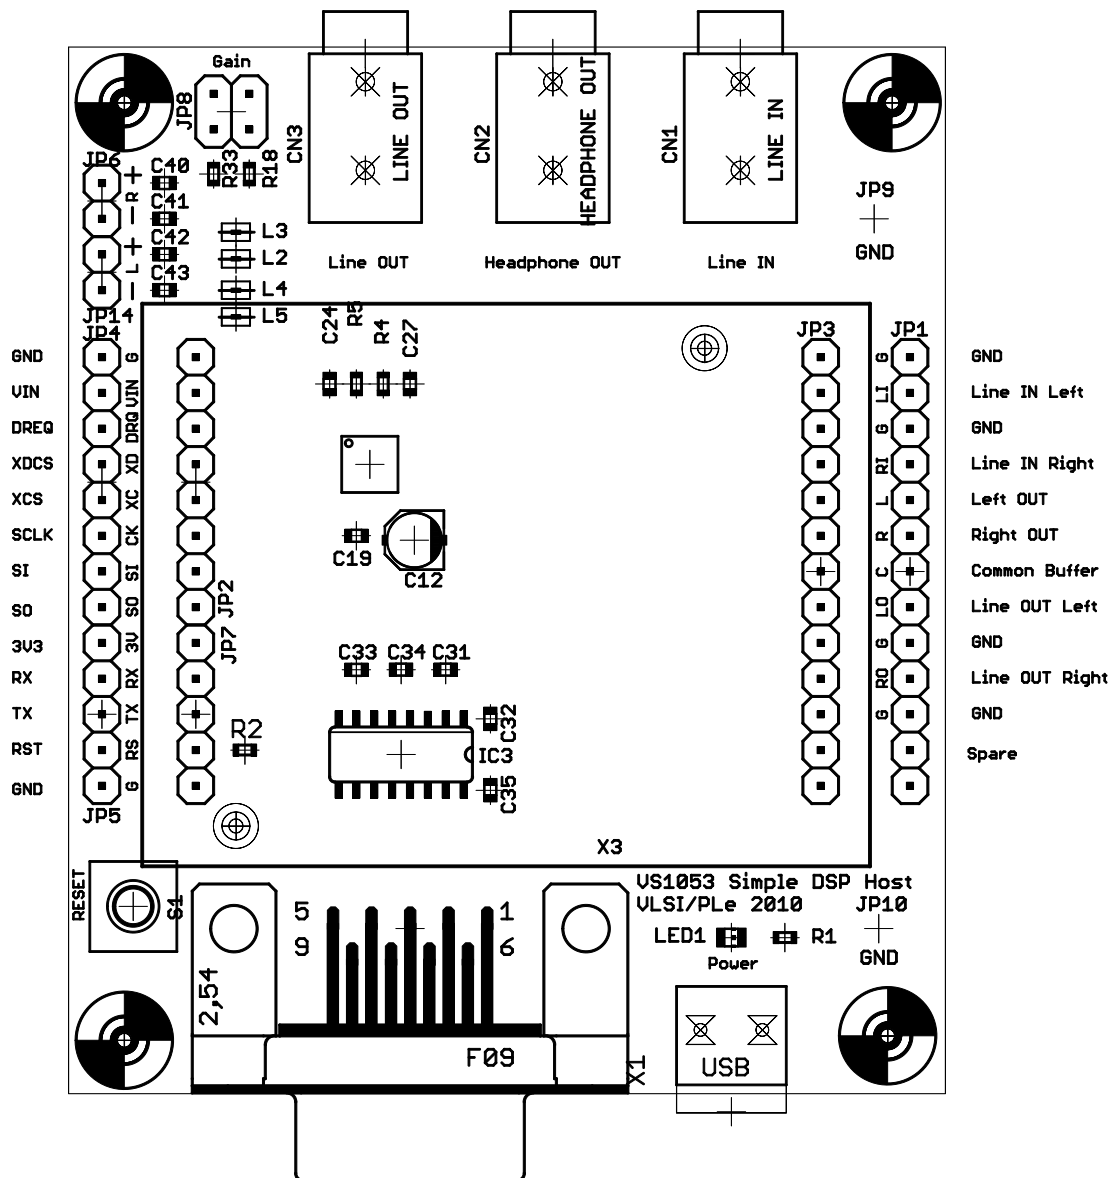 Gain
JP8
R33
R18
CN3
LINE OUT
Line OUT
CN2
HEADPHONE OUT
Headphone OUT
CN1
LINE IN
Line IN
JP9
GND
JP6
+
R
-
+
L
-
JP14
C40
C41
C42
C43
L3
L2
L4
L5
C24
R5
R4
C27
JP4
JP3
JP1
GND
G
G
GND
VIN
VIN
LI
Line IN Left
DREQ
DRQ
G
GND
XDCS
XD
RI
Line IN Right
XCS
XC
L
Left OUT
SCLK
CK
R
Right OUT
SI
SI
C
Common Buffer
SO
SO
LO
Line OUT Left
3V3
3V
G
GND
RX
RX
RO
Line OUT Right
TX
TX
G
GND
RST
RS
Spare
GND
G
JP5
JP2
JP7
C19
C12
C33
C34
C31
C32
IC3
C35
R2
X3
RESET
S1
VS1053 Simple DSP Host
VLSI/PLe 2010
JP10
GND
LED1
R1
Power
5
1
9
6
2,54
F09
X1
USB